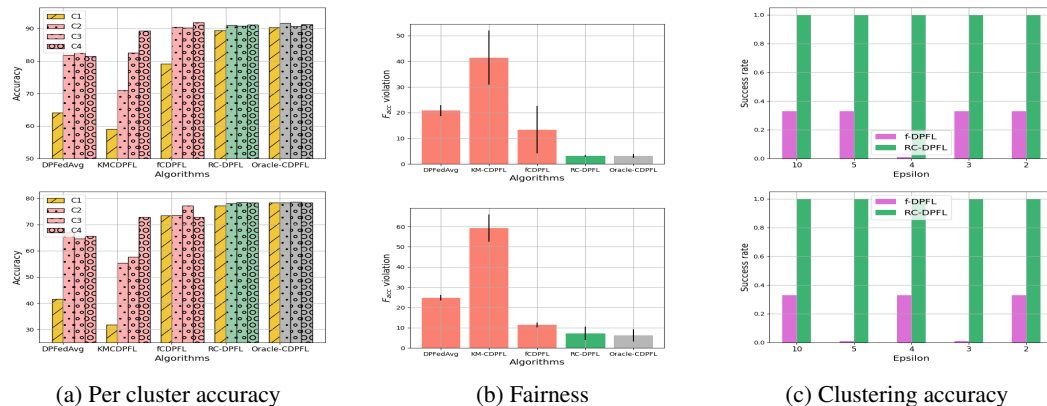 C1
C2
C3
C4
Accuracy
90
80
70
60
50
DPFedAvg
KMCDPFL
fCDPFL
RC-DPFL
Oracle-CDPFL
Algorithms
F_acc violation
50
40
30
20
10
0
DPFedAvg
KM-CDPFL
fCDPFL
RC-DPFL
Oracle-CDPFL
Algorithms
Success rate
1.0
0.8
0.6
0.4
0.2
0.0
f-DPFL
RC-DPFL
10
5
4
3
2
Epsilon
C1
C2
C3
C4
Accuracy
80
70
60
50
40
30
DPFedAvg
KMCDPFL
fCDPFL
RC-DPFL
Oracle-CDPFL
Algorithms
F_acc violation
60
50
40
30
20
10
0
DPFedAvg
KM-CDPFL
fCDPFL
RC-DPFL
Oracle-CDPFL
Algorithms
Success rate
1.0
0.8
0.6
0.4
0.2
0.0
f-DPFL
RC-DPFL
10
5
4
3
2
Epsilon
(a) Per cluster accuracy
(b) Fairness
(c) Clustering accuracy